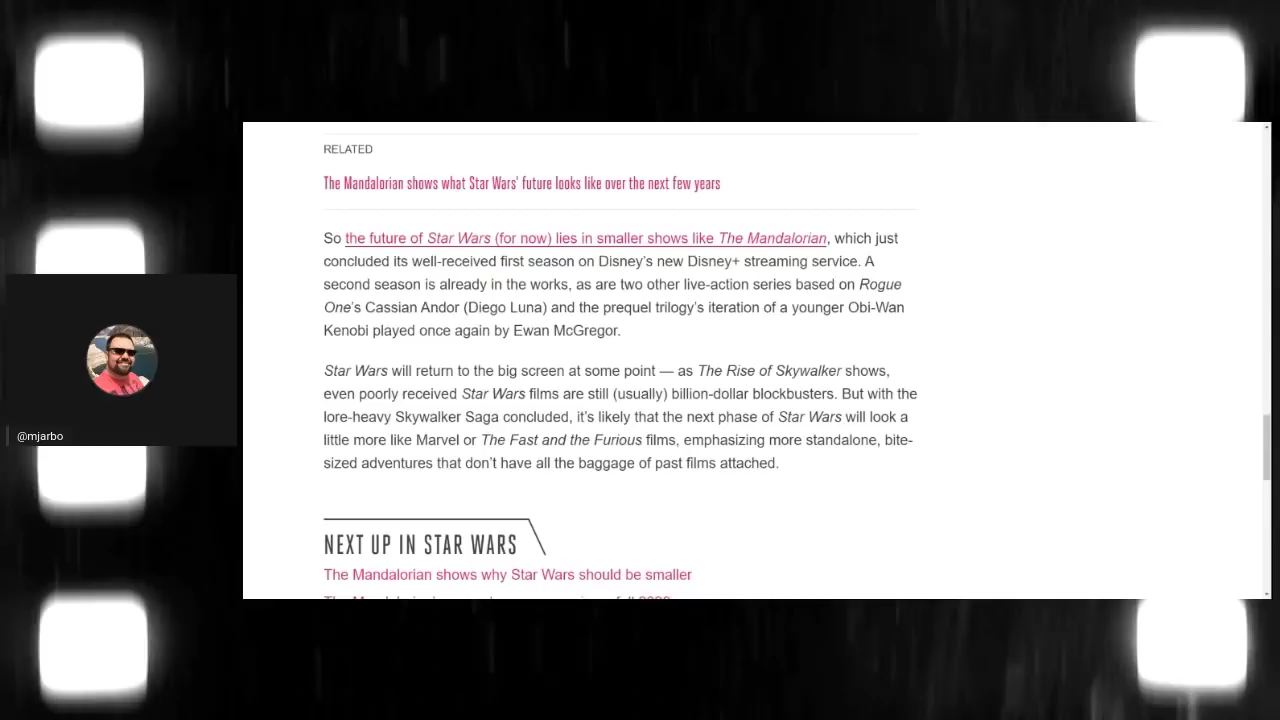 RELATED
The Mandalorian shows what Star Wars' future looks like over the next few years
So the future of Star Wars (for now) lies in smaller shows like The Mandalorian, which just
concluded its well-received first season on Disney’s new Disney+ streaming service. A
second season is already in the works, as are two other live-action series based on Rogue
One’s Cassian Andor (Diego Luna) and the prequel trilogy’s iteration of a younger Obi-Wan
Kenobi played once again by Ewan McGregor.
Star Wars will return to the big screen at some point — as The Rise of Skywalker shows,
even poorly received Star Wars films are still (usually) billion-dollar blockbusters. But with the
lore-heavy Skywalker Saga concluded, it’s likely that the next phase of Star Wars will look a
little more like Marvel or The Fast and the Furious films, emphasizing more standalone, bite-
sized adventures that don’t have all the baggage of past films attached.
@mjarbo
NEXT UP IN STAR WARS
The Mandalorian shows why Star Wars should be smaller